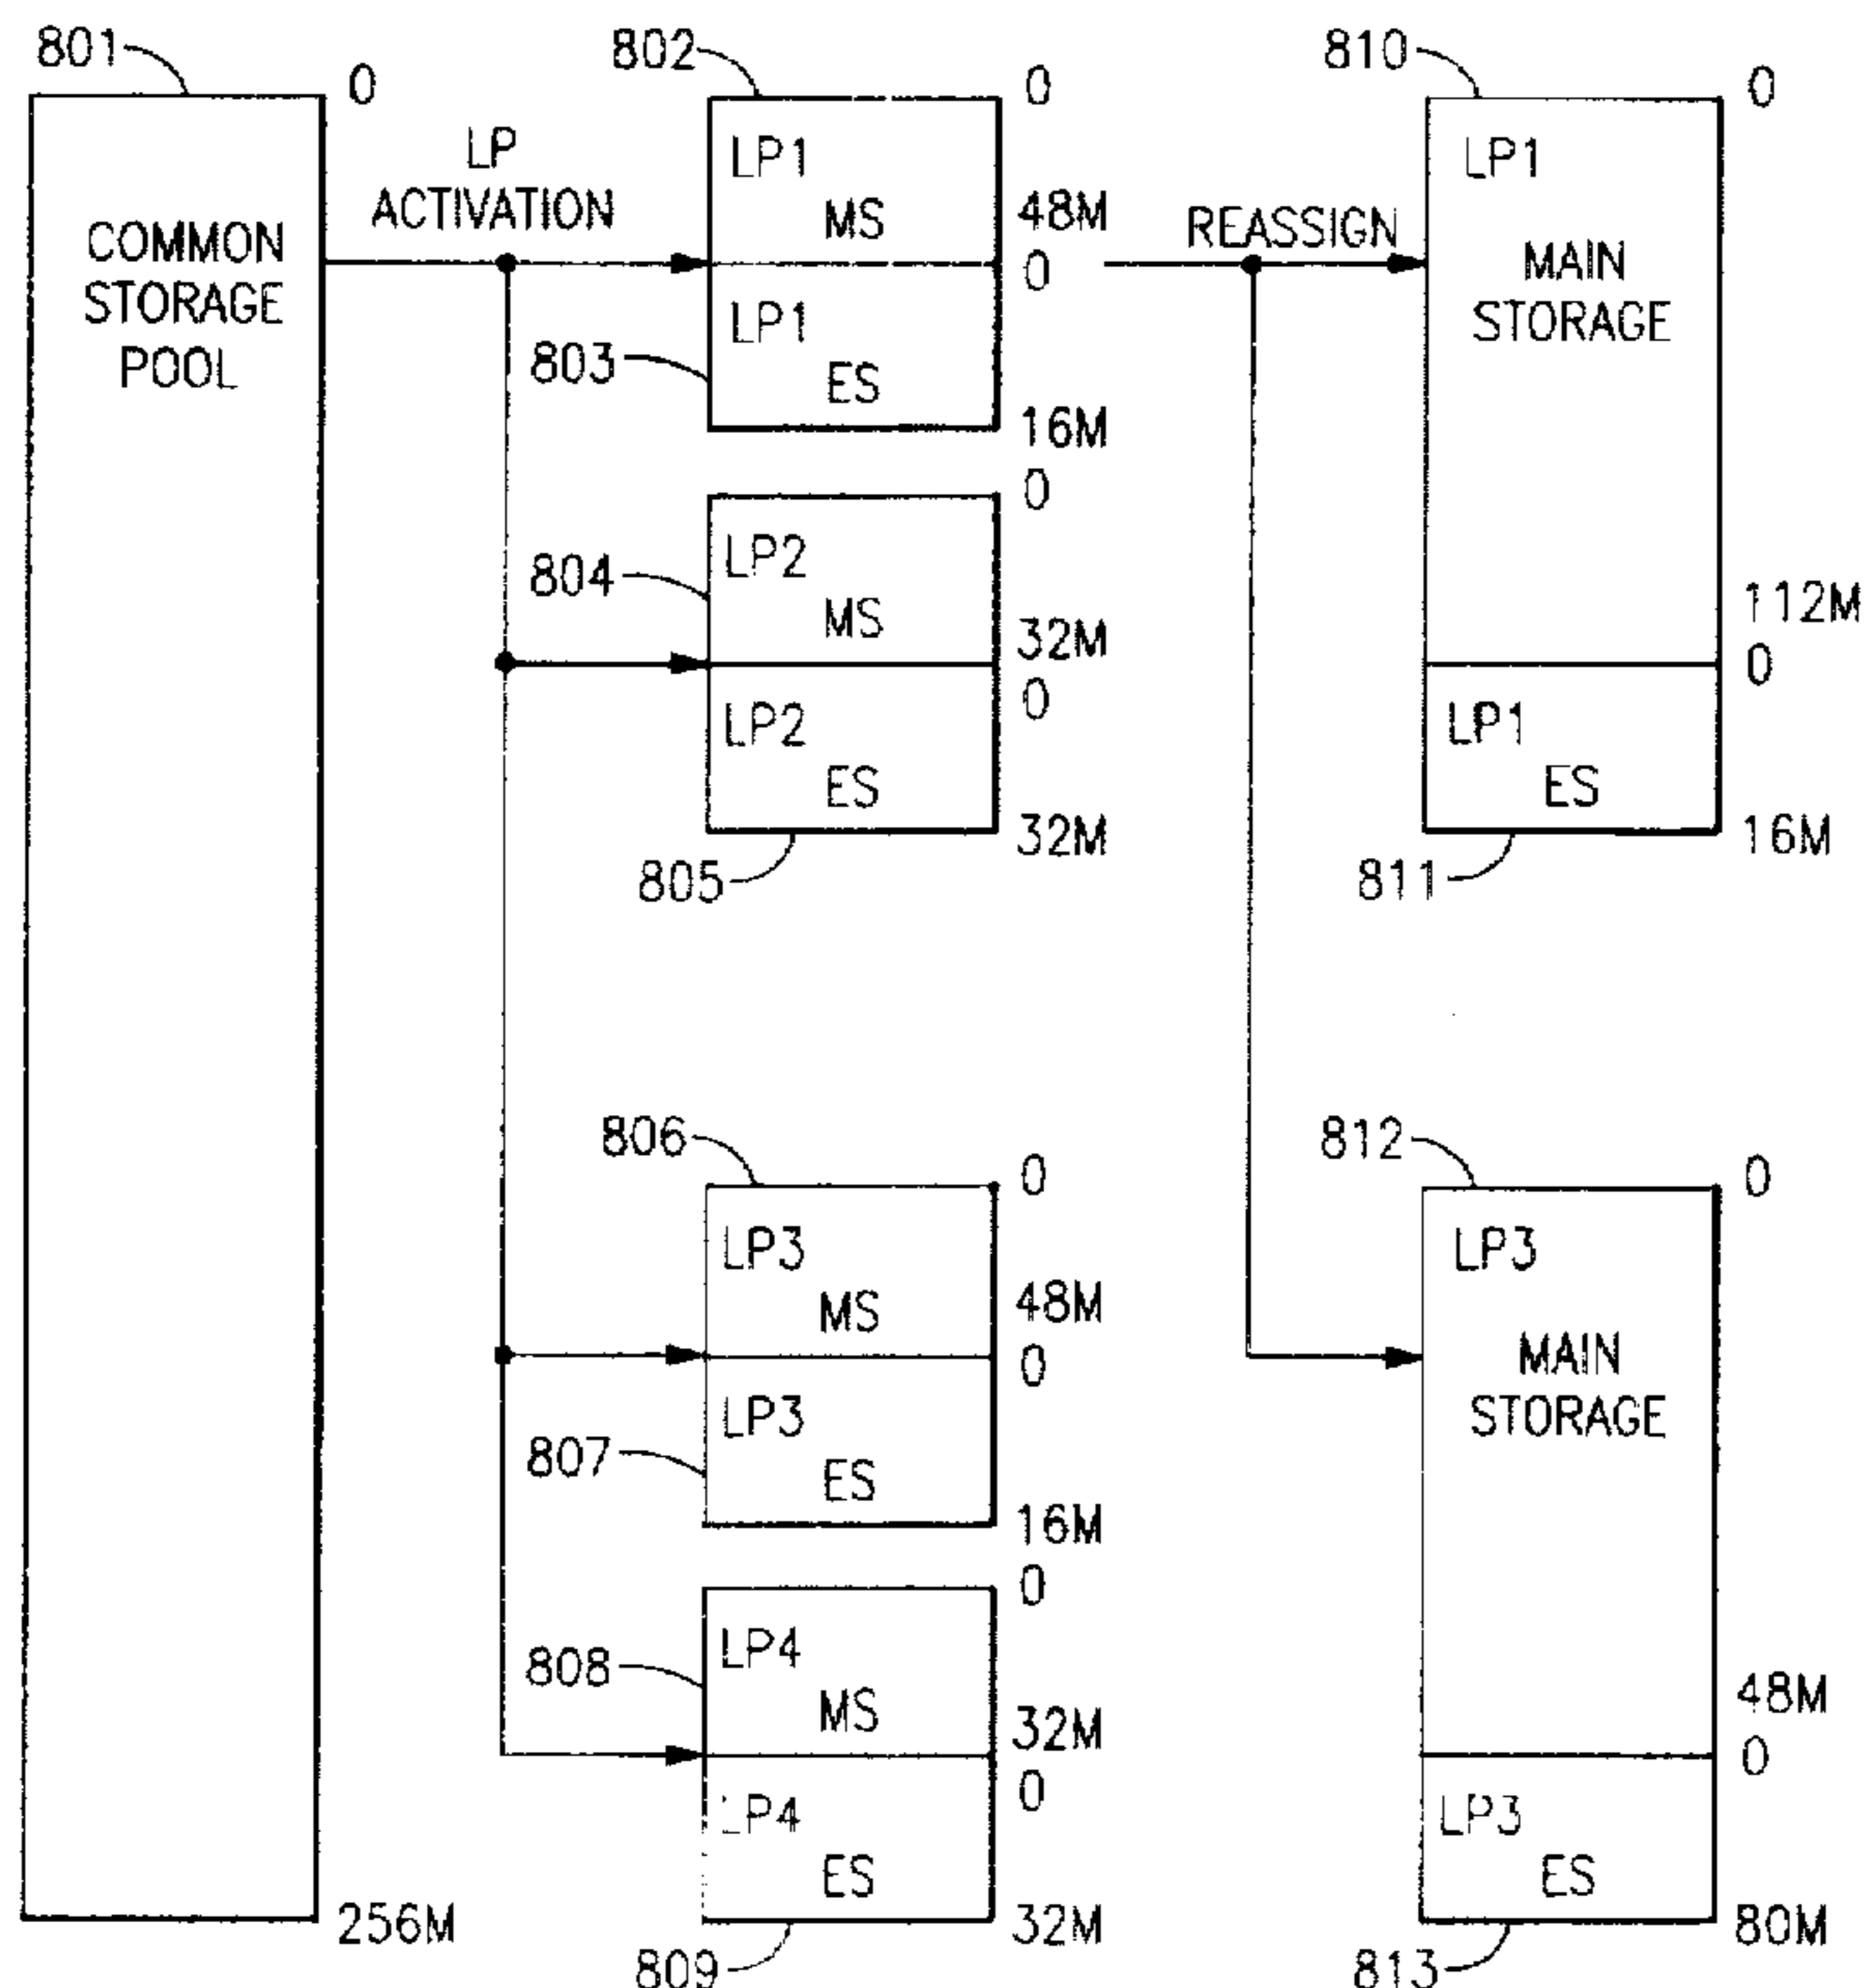 801
0
COMMON
STORAGE
POOL
256M
LP
ACTIVATION
802
0
LP1
MS
48M
0
803
LP1
ES
16M
0
804
LP2
MS
32M
0
LP2
ES
32M
805
806
0
LP3
MS
48M
0
807
LP3
ES
16M
0
808
LP4
MS
32M
0
LP4
ES
32M
809
REASSIGN
810
0
LP1
MAIN
STORAGE
112M
0
LP1
ES
16M
811
812
0
LP3
MAIN
STORAGE
48M
0
LP3
ES
80M
813